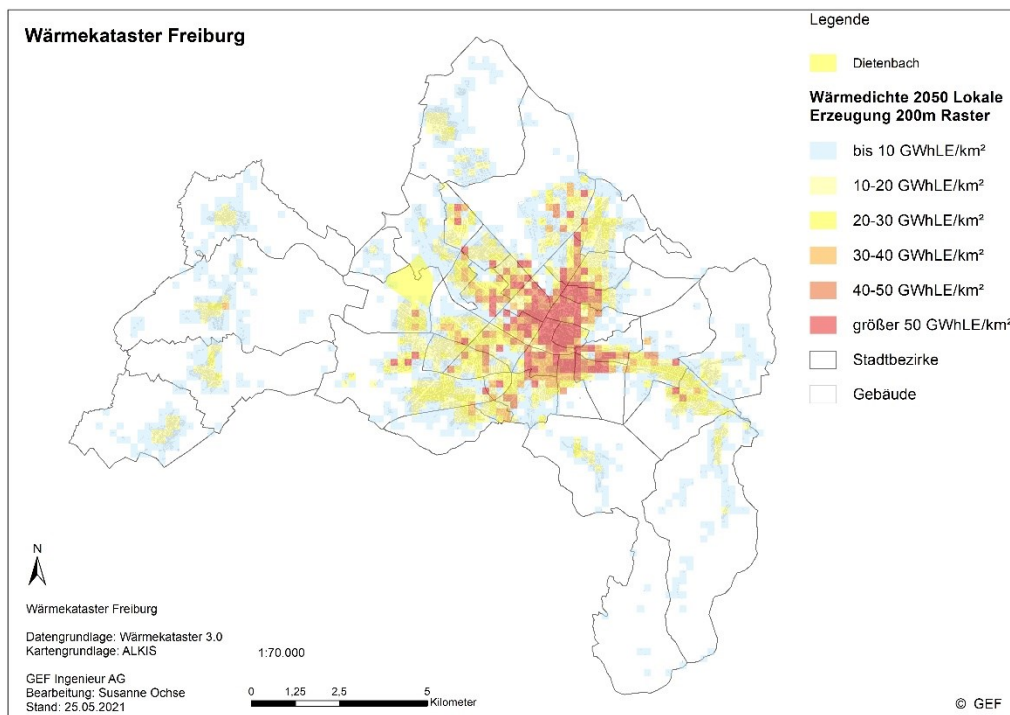 Wärmekataster Freiburg
Legende
Dietenbach
Wärmedichte 2050 Lokale
Erzeugung 200m Raster
bis 10 GWhLE/km²
10-20 GWhLE/km²
20-30 GWhLE/km²
30-40 GWhLE/km²
40-50 GWhLE/km²
größer 50 GWhLE/km²
Stadtbezirke
Gebäude
N
Wärmekataster Freiburg
Datengrundlage: Wärmekataster 3.0
Kartengrundlage: ALKIS
1:70.000
GEF Ingenieur AG
Bearbeitung: Susanne Ochse
Stand: 25.05.2021
0 1,25 2,5 5
Kilometer
© GEF